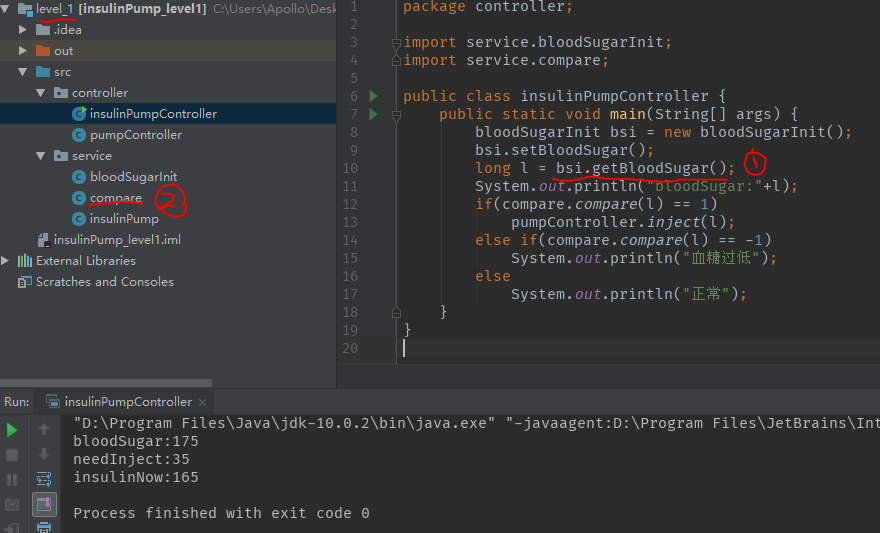 level_1 [insulinPump_level1] C:\Users\Apollo\Desk
.idea
out
src
controller
insulinPumpController
pumpController
service
bloodSugarInit
compare ②
insulinPump
insulinPump_level1.iml
External Libraries
Scratches and Consoles
1 package controller;
2
3 import service.bloodSugarInit;
4 import service.compare;
5
6 public class insulinPumpController {
7 public static void main(String[] args) {
8 bloodSugarInit bsi = new bloodSugarInit();
9 bsi.setBloodSugar();
10 long l = bsi.getBloodSugar(); ①
11 System.out.println("bloodSugar:"+l);
12 if(compare.compare(l) == 1)
13 pumpController.inject(l);
14 else if(compare.compare(l) == -1)
15 System.out.println("血糖过低");
16 else
17 System.out.println("正常");
18 }
19 }
20
Run: insulinPumpController ×
"D:\Program Files\Java\jdk-10.0.2\bin\java.exe" "-javaagent:D:\Program Files\JetBrains\Int
bloodSugar:175
needInject:35
insulinNow:165
Process finished with exit code 0